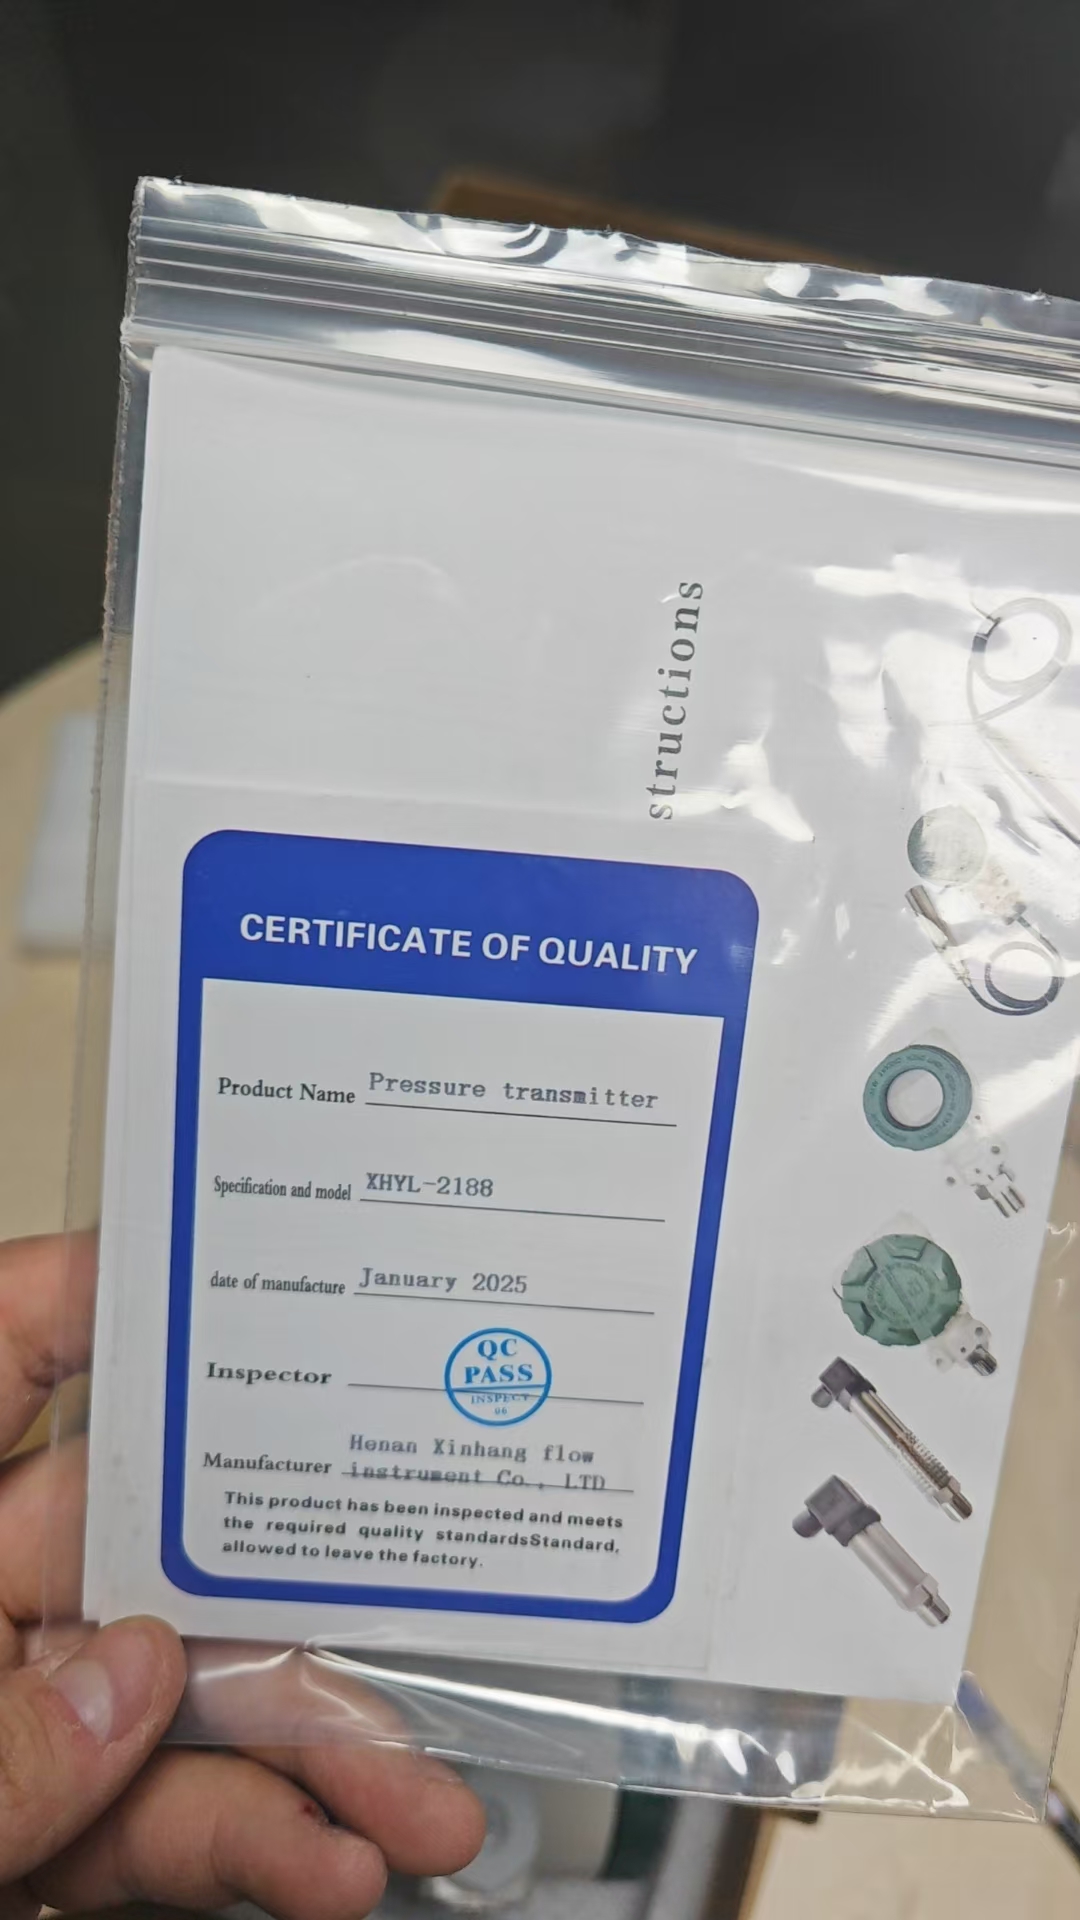 structions
CERTIFICATE OF QUALITY
Product Name Pressure transmitter
Specification and model XHYL-2188
date of manufacture January 2025
Inspector
QC
PASS
INSPECT
06
Manufacturer Henan Xinhang flow
instrument Co., LTD
This product has been inspected and meets
the required quality standardsStandard,
allowed to leave the factory.